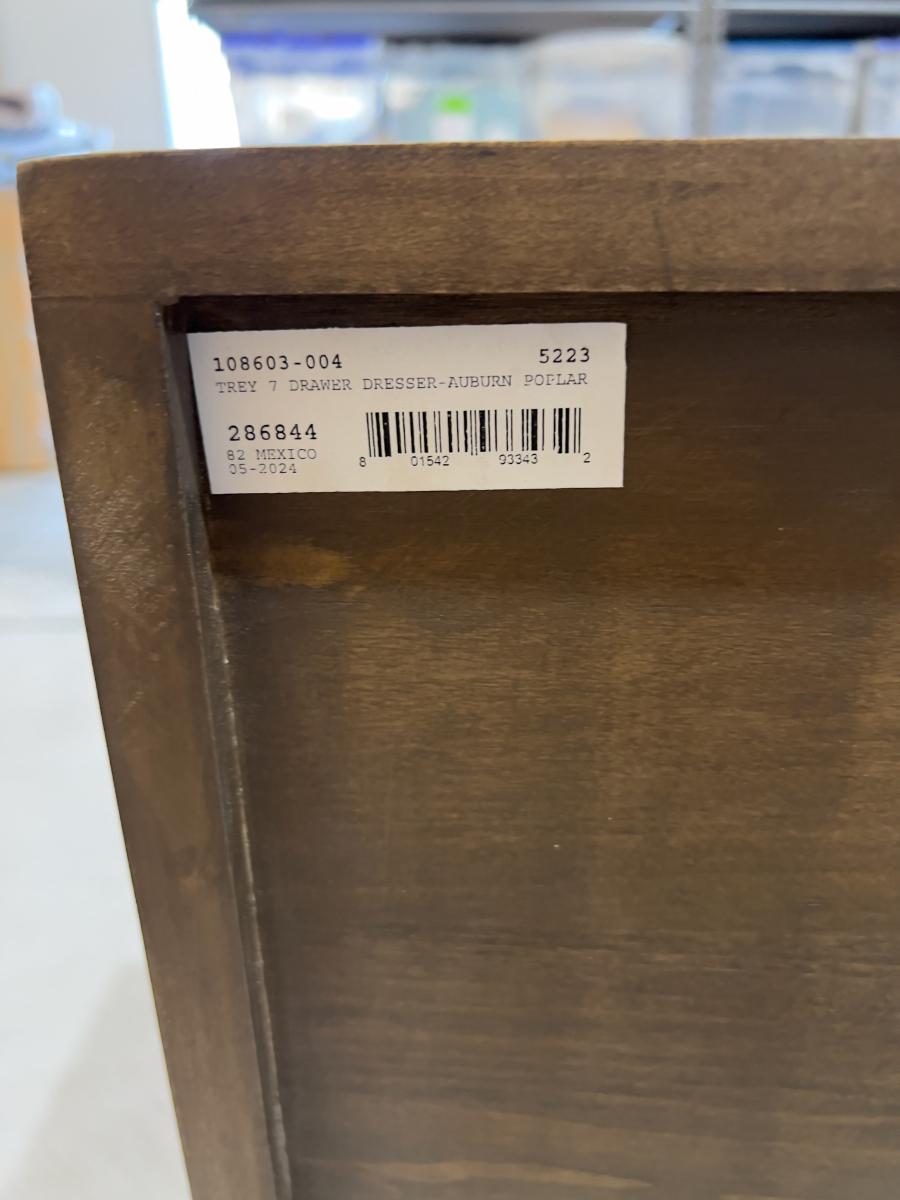 108603-004 5223
TREY 7 DRAWER DRESSER-AUBURN POPLAR
286844
82 MEXICO
05-2024
8 01542 93343 2